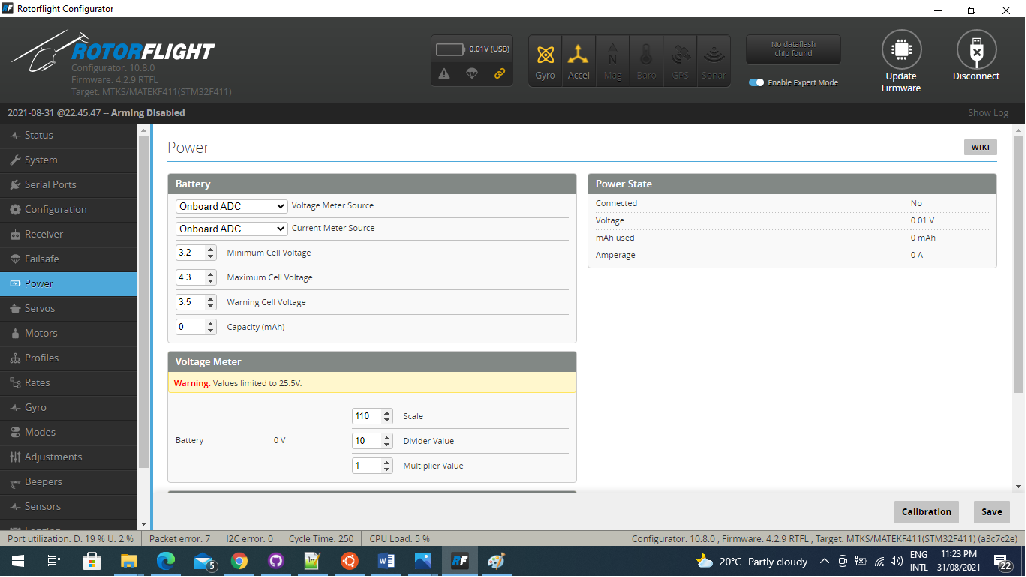 Rotorflight Configurator
ROTORFLIGHT
Configurator: 10.8.0
Firmware: 4.2.9 RTFL
Target: MTKS/MATEKF411(STM32F411)
0.01V (USB)
Gyro
Accel
Mag
Baro
GPS
Sonar
No dataflash
chip found
Enable Expert Mode
Update
Firmware
Disconnect
2021-08-31 @22:45:47 -- Arming Disabled
Show Log
Status
System
Serial Ports
Configuration
Receiver
Failsafe
Power
Servos
Motors
Profiles
Rates
Gyro
Modes
Adjustments
Beepers
Sensors
Power
WIKI
Battery
Onboard ADC Voltage Meter Source
Onboard ADC Current Meter Source
3.2 Minimum Cell Voltage
4.3 Maximum Cell Voltage
3.5 Warning Cell Voltage
0 Capacity (mAh)
Power State
Connected No
Voltage 0.01 V
mAh used 0 mAh
Amperage 0 A
Voltage Meter
Warning: Values limited to 25.5V.
Battery 0 V
110 Scale
10 Divider Value
1 Multiplier Value
Calibration
Save
Port utilization: D: 19% U: 2%
Packet error: 7
I2C error: 0
Cycle Time: 250
CPU Load: 5%
Configurator: 10.8.0 , Firmware: 4.2.9 RTFL , Target: MTKS/MATEKF411(STM32F411) (a3c7c2e)
5
20°C Partly cloudy
ENG
INTL
11:23 PM
31/08/2021
22